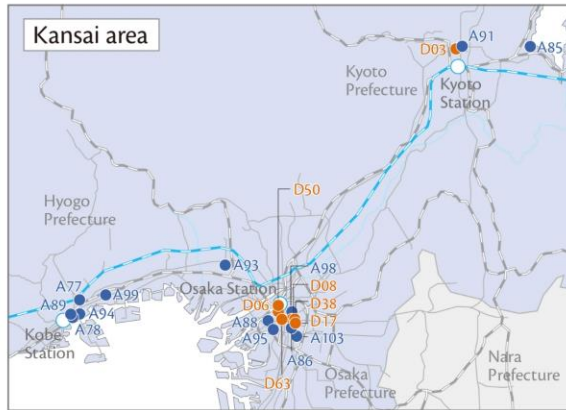 Kansai area
D03
A91
A85
Kyoto
Prefecture
Kyoto
Station
D50
Hyogo
Prefecture
A93
A98
D08
D38
D17
A77
A99
Osaka Station
D06
A89
A94
A88
A78
Kobe
Station
A95
A103
A86
D63
Osaka
Prefecture
Nara
Prefecture